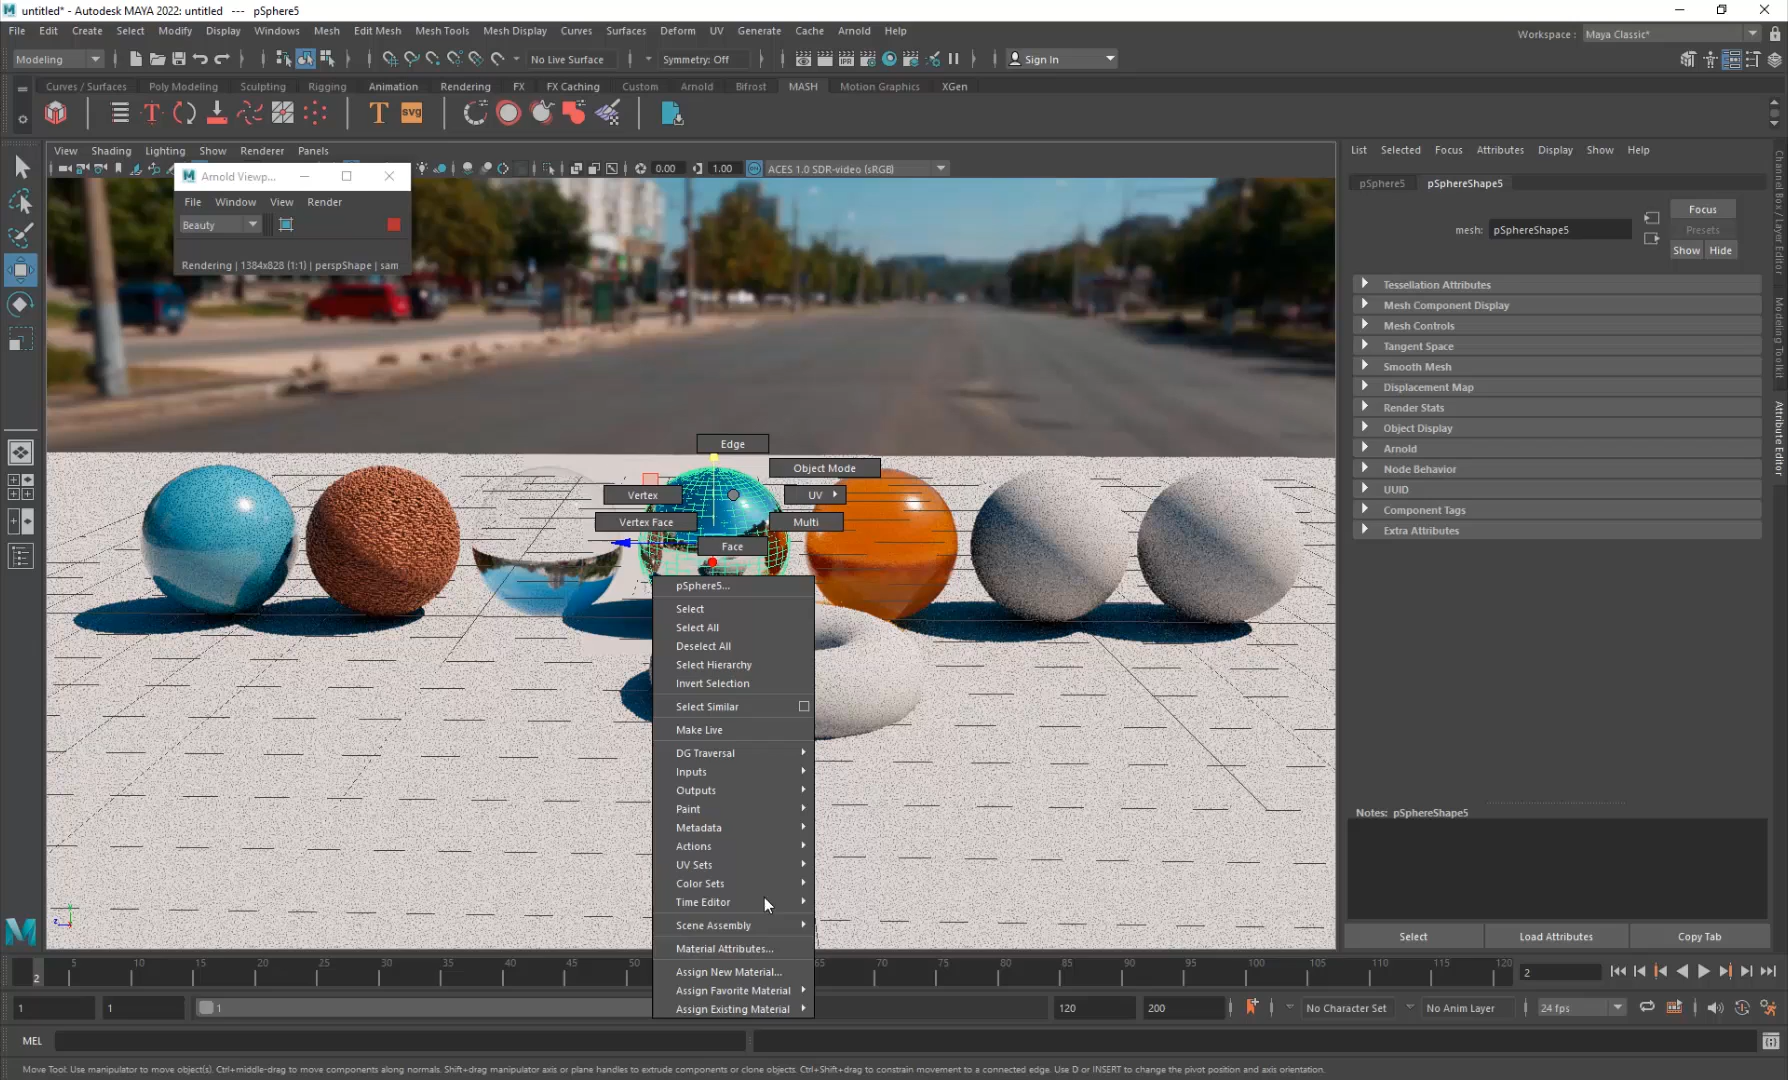 untitled* - Autodesk MAYA 2022: untitled --- pSphere5
File Edit Create Select Modify Display Windows Mesh Edit Mesh Mesh Tools Mesh Display Curves Surfaces Deform UV Generate Cache Arnold Help
Workspace : Maya Classic*
Modeling No Live Surface Symmetry: Off Sign In
Curves / Surfaces Poly Modeling Sculpting Rigging Animation Rendering FX FX Caching Custom Arnold Bifrost MASH Motion Graphics XGen
View Shading Lighting Show Renderer Panels
0.00 1.00 ACES 1.0 SDR-video (sRGB)
Arnold Viewp...
File Window View Render
Beauty
Rendering | 1384x828 (1:1) | perspShape | sam
Edge
Object Mode
Vertex
UV
Vertex Face
Multi
Face
pSphere5...
Select
Select All
Deselect All
Select Hierarchy
Invert Selection
Select Similar
Make Live
DG Traversal
Inputs
Outputs
Paint
Metadata
Actions
UV Sets
Color Sets
Time Editor
Scene Assembly
Material Attributes...
Assign New Material...
Assign Favorite Material
Assign Existing Material
List Selected Focus Attributes Display Show Help
pSphere5 pSphereShape5
mesh: pSphereShape5
Focus
Presets
Show Hide
Tessellation Attributes
Mesh Component Display
Mesh Controls
Tangent Space
Smooth Mesh
Displacement Map
Render Stats
Object Display
Arnold
Node Behavior
UUID
Component Tags
Extra Attributes
Notes: pSphereShape5
Select Load Attributes Copy Tab
Channel Box / Layer Editor
Modeling Toolkit
Attribute Editor
2 5 10 15 20 25 30 35 40 45 50 65 70 75 80 85 90 95 100 105 110 115 120 2
1 1 1 120 200 No Character Set No Anim Layer 24 fps
MEL
Move Tool: Use manipulator to move object(s). Ctrl+middle-drag to move components along normals. Shift+drag manipulator axis or plane handles to extrude components or clone objects. Ctrl+Shift+drag to constrain movement to a connected edge. Use D or INSERT to change the pivot position and axis orientation.